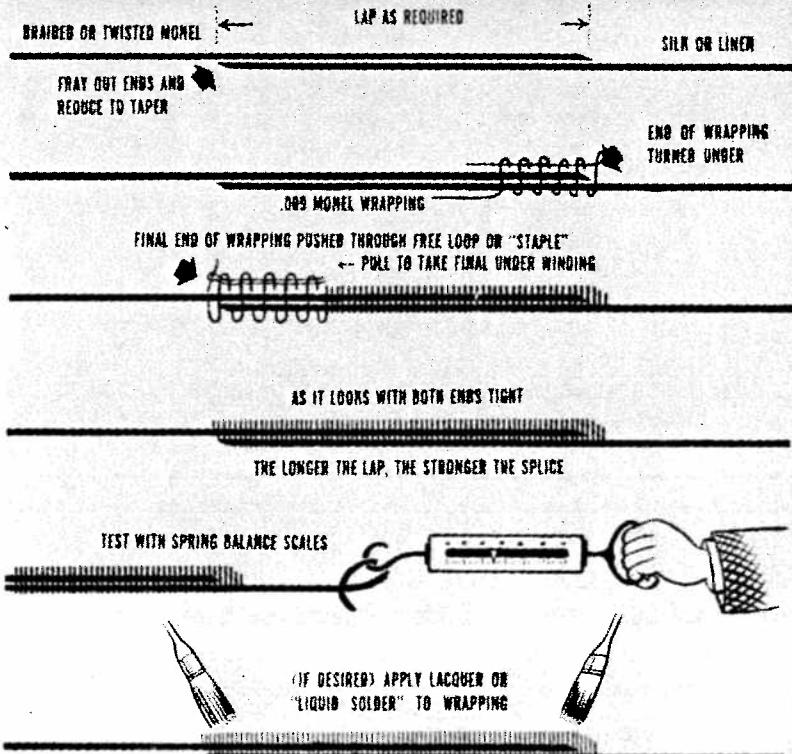 LAP AS REQUIRED
BRAIDED OR TWISTED MONEL
SILK OR LINEN
FRAY OUT ENDS AND
REDUCE TO TAPER
END OF WRAPPING
TURNED UNDER
.009 MONEL WRAPPING
FINAL END OF WRAPPING PUSHED THROUGH FREE LOOP OR "STAPLE"
← PULL TO TAKE FINAL UNDER WINDING
AS IT LOOKS WITH BOTH ENDS TIGHT
THE LONGER THE LAP, THE STRONGER THE SPLICE
TEST WITH SPRING BALANCE SCALES
(IF DESIRED) APPLY LACQUER OR
"LIQUID SOLDER" TO WRAPPING